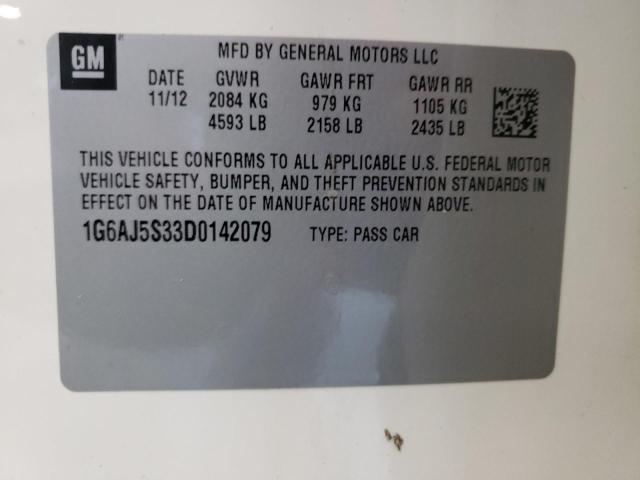 GM
MFD BY GENERAL MOTORS LLC
DATE GVWR GAWR FRT GAWR RR
11/12 2084 KG 979 KG 1105 KG
4593 LB 2158 LB 2435 LB
THIS VEHICLE CONFORMS TO ALL APPLICABLE U.S. FEDERAL MOTOR
VEHICLE SAFETY, BUMPER, AND THEFT PREVENTION STANDARDS IN
EFFECT ON THE DATE OF MANUFACTURE SHOWN ABOVE.
1G6AJ5S33D0142079 TYPE: PASS CAR